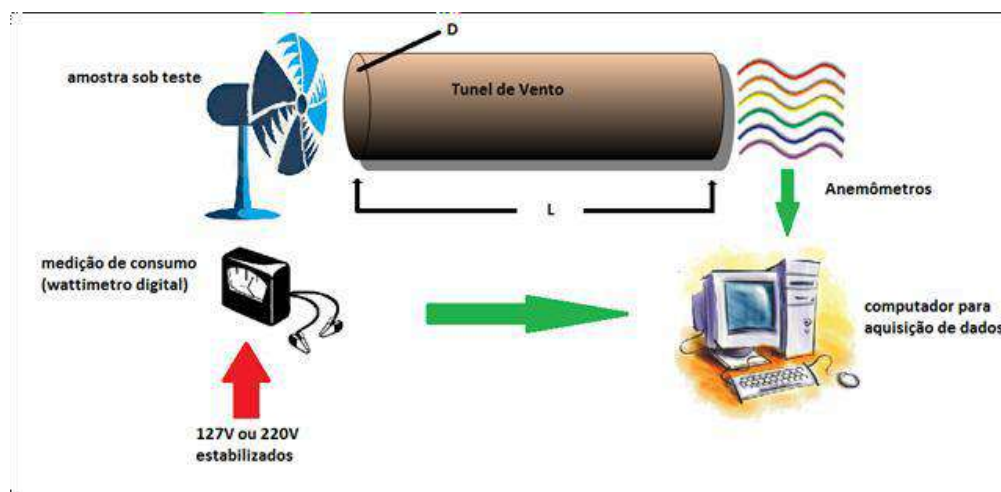 D
amostra sob teste
Tunel de Vento
L
Anemômetros
medição de consumo
(wattimetro digital)
computador para
aquisição de dados
127V ou 220V
estabilizados